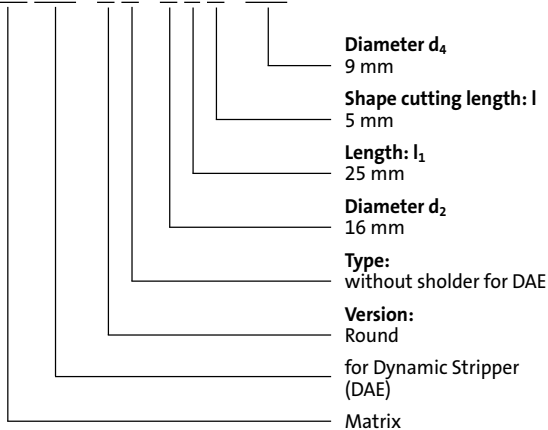 Diameter d₄
9 mm
Shape cutting length: l
5 mm
Length: l₁
25 mm
Diameter d₂
16 mm
Type:
without sholder for DAE
Version:
Round
for Dynamic Stripper
(DAE)
Matrix